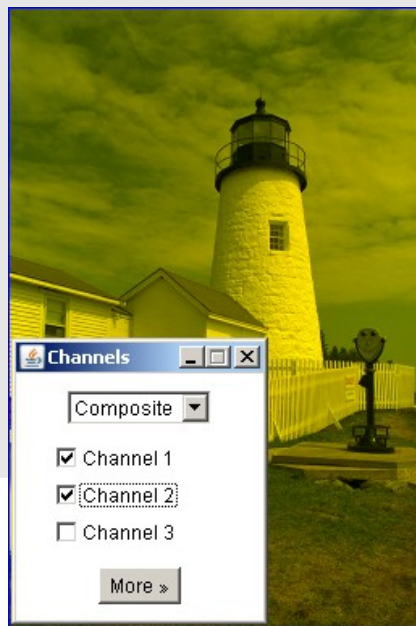 Channels
Composite
Channel 1
Channel 2
Channel 3
More »